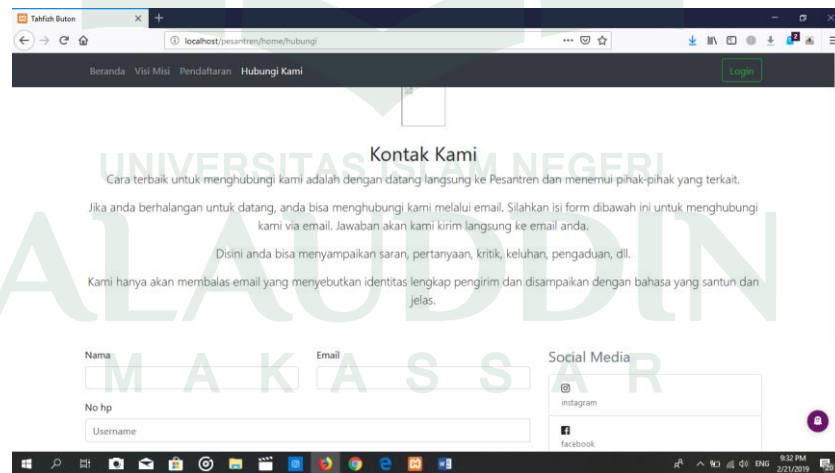 Tahfizh Buton
localhost/pesantren/home/hubungi
Beranda Visi Misi Pendaftaran Hubungi Kami Login
Kontak Kami
UNIVERSITAS ISLAM NEGERI
Cara terbaik untuk menghubungi kami adalah dengan datang langsung ke Pesantren dan menemui pihak-pihak yang terkait.
Jika anda berhalangan untuk datang, anda bisa menghubungi kami melalui email. Silahkan isi form dibawah ini untuk menghubungi
kami via email. Jawaban akan kami kirim langsung ke email anda.
Disini anda bisa menyampaikan saran, pertanyaan, kritik, keluhan, pengaduan, dll.
ALAUDDIN
Kami hanya akan membalas email yang menyebutkan identitas lengkap pengirim dan disampaikan dengan bahasa yang santun dan
jelas.
Nama Email Social Media
MAKASSAR
instagram
No hp
Username
facebook
ENG 9:32 PM
2/21/2019